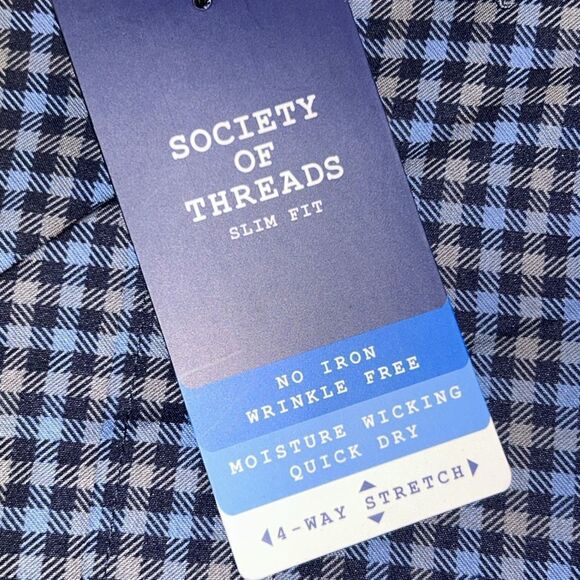 SOCIETY
OF
THREADS
SLIM FIT
NO IRON
WRINKLE FREE
MOISTURE WICKING
QUICK DRY
4-WAY STRETCH